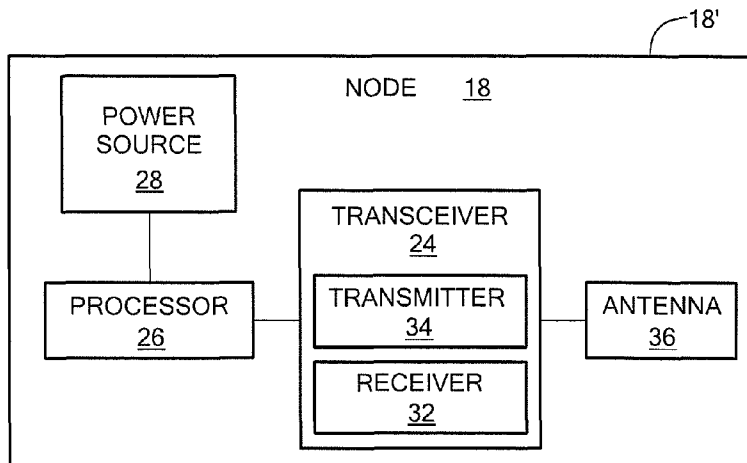 18'
NODE 18
POWER
SOURCE
28
TRANSCEIVER
24
PROCESSOR
26
TRANSMITTER
34
ANTENNA
36
RECEIVER
32